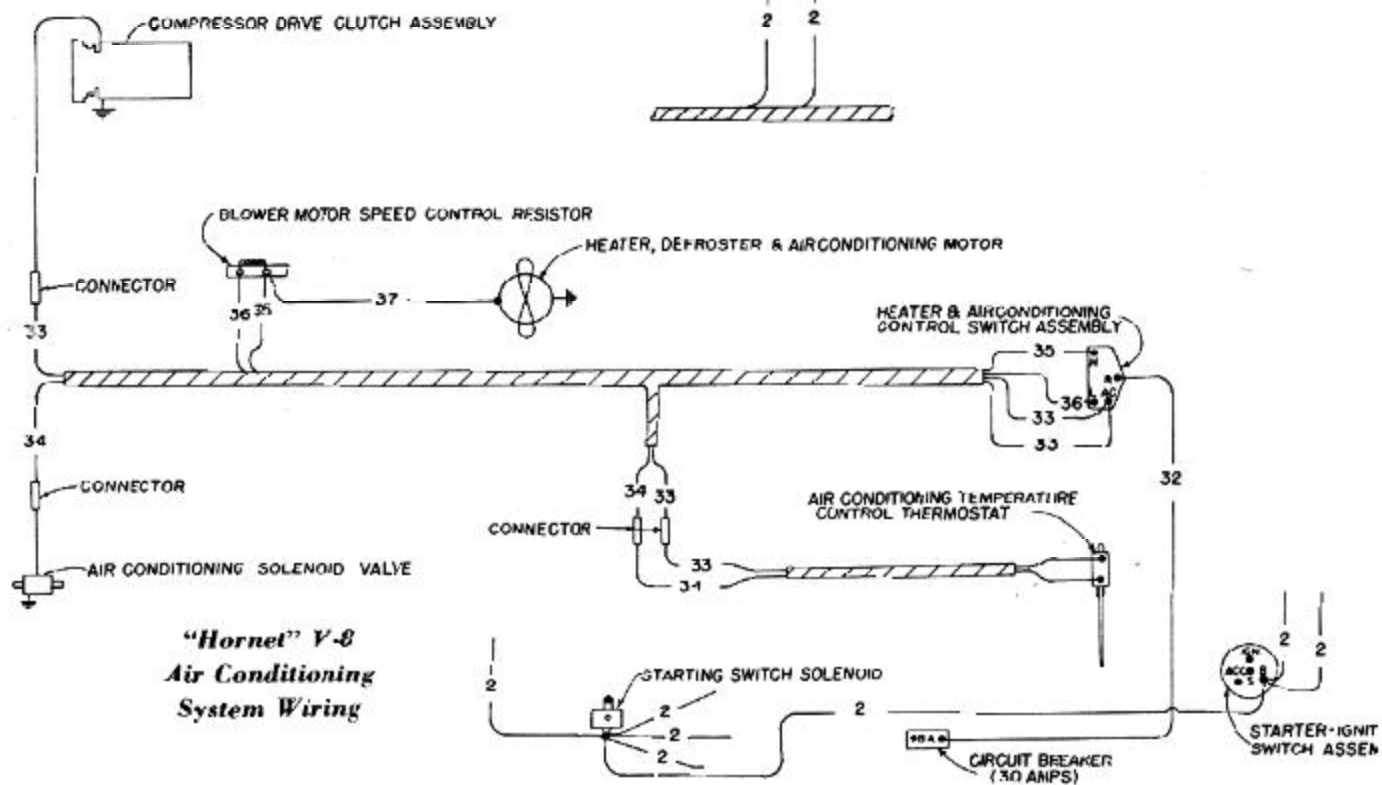 2 2
COMPRESSOR DRIVE CLUTCH ASSEMBLY
BLOWER MOTOR SPEED CONTROL RESISTOR
HEATER, DEFROSTER & AIRCONDITIONING MOTOR
CONNECTOR
37
36 35
HEATER & AIRCONDITIONING
CONTROL SWITCH ASSEMBLY
33
35
H
B
AC
36
33
33
34
32
CONNECTOR
34 33
AIR CONDITIONING TEMPERATURE
CONTROL THERMOSTAT
CONNECTOR
33
34
AIR CONDITIONING SOLENOID VALVE
"Hornet" V-8
Air Conditioning
System Wiring
2
2
IGN
ACC B
S
2
STARTING SWITCH SOLENOID
2
2
2
2
STARTER-IGNIT
SWITCH ASSEM
CIRCUIT BREAKER
(30 AMPS)